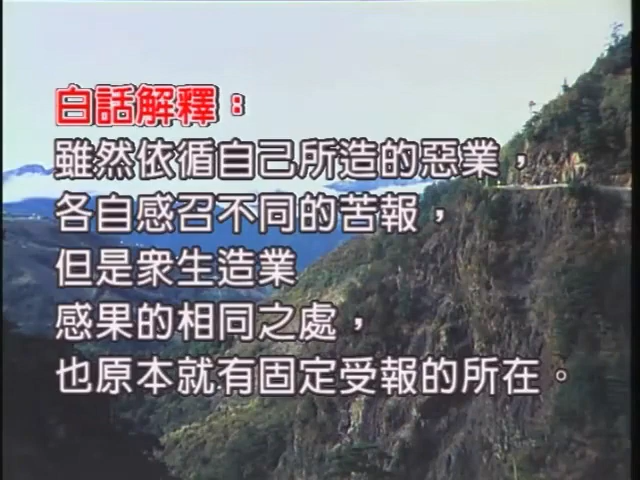 白話解釋：
雖然依循自己所造的惡業，
各自感召不同的苦報，
但是眾生造業
感果的相同之處，
也原本就有固定受報的所在。